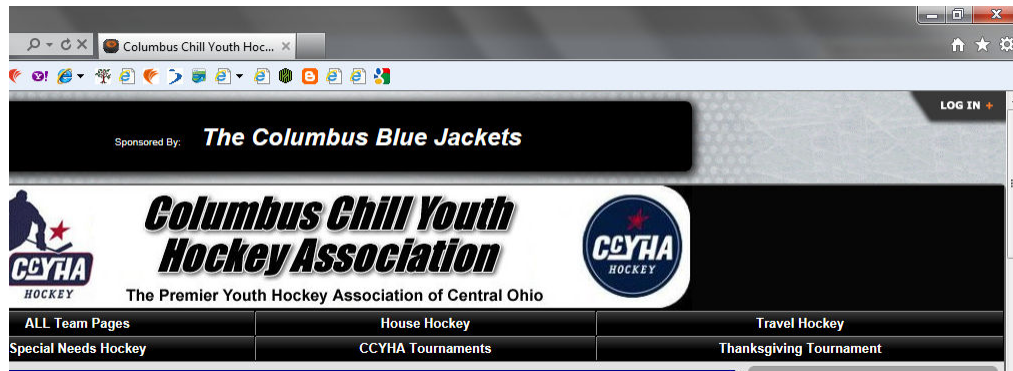 Columbus Chill Youth Hoc...
LOG IN +
Sponsored By: The Columbus Blue Jackets
CCYHA
HOCKEY
Columbus Chill Youth
Hockey Association
The Premier Youth Hockey Association of Central Ohio
CCYHA
HOCKEY
ALL Team Pages House Hockey Travel Hockey
Special Needs Hockey CCYHA Tournaments Thanksgiving Tournament